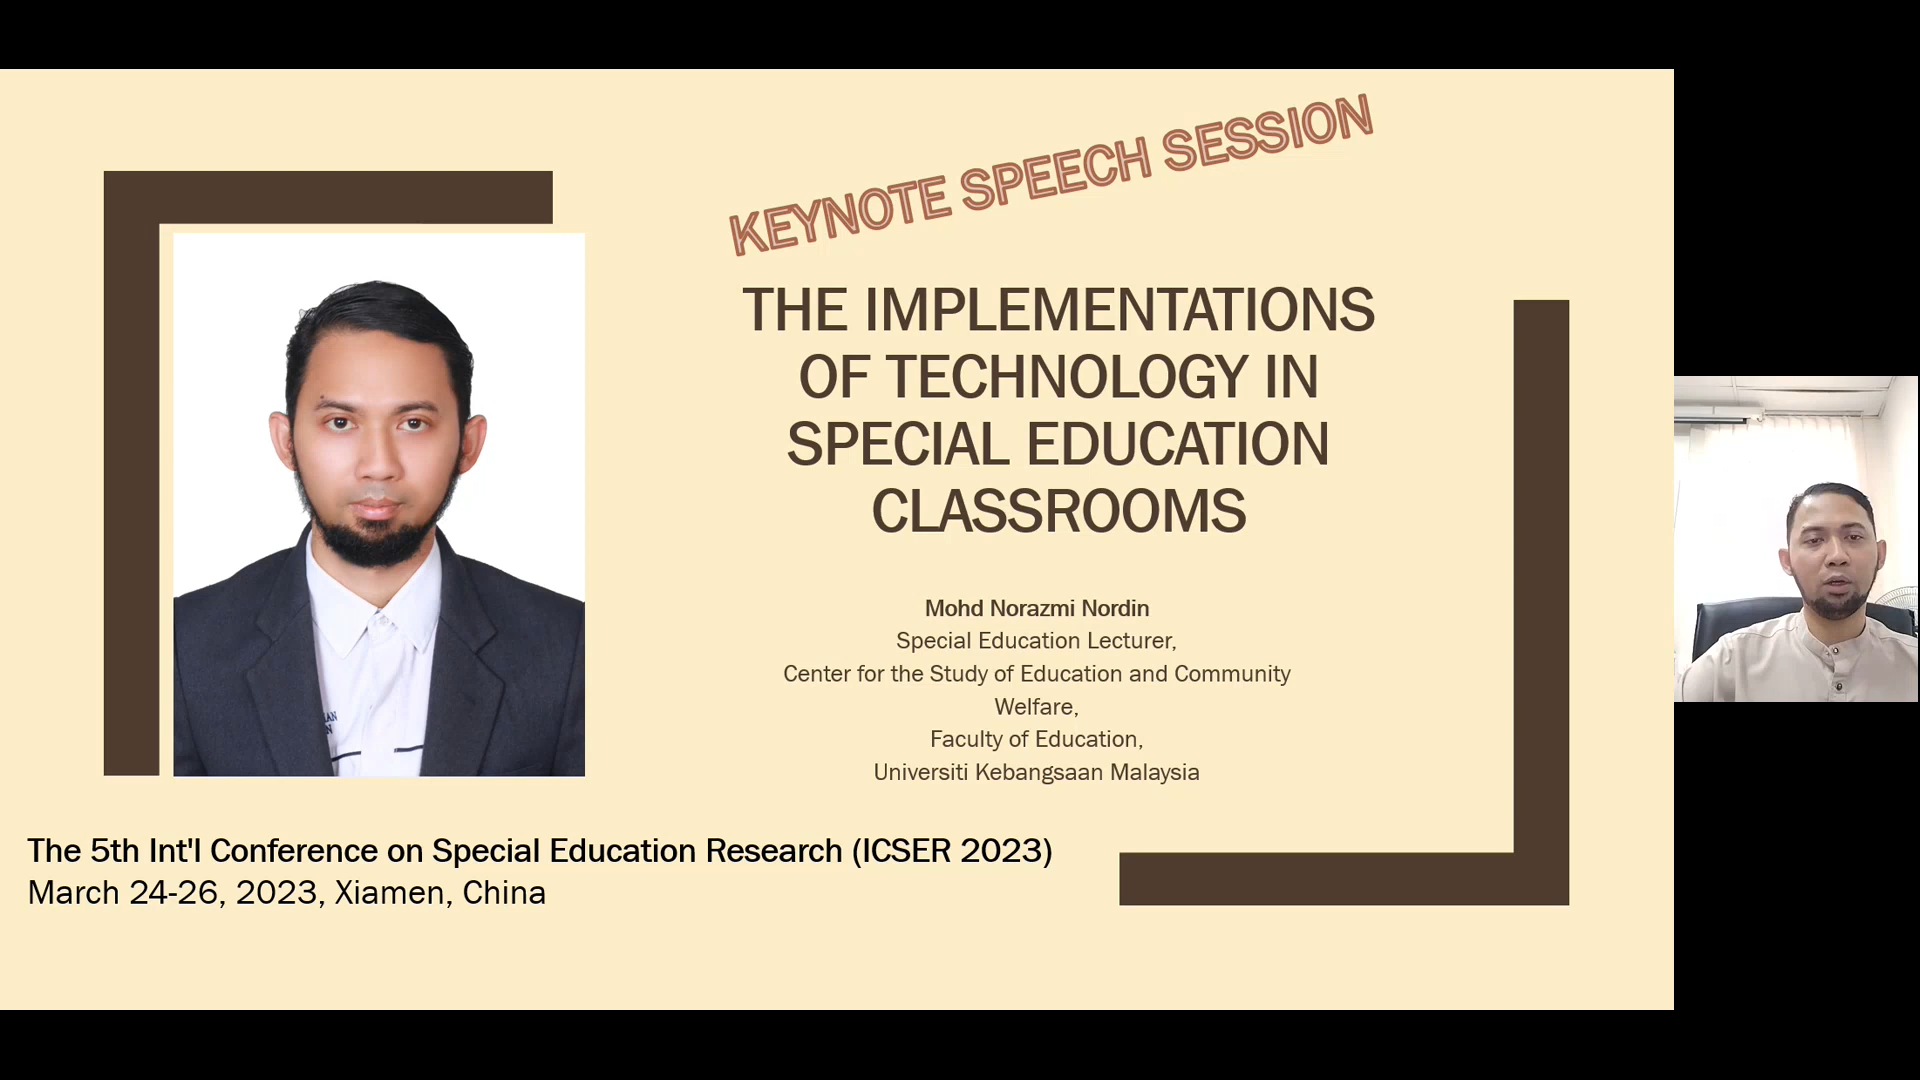 KEYNOTE SPEECH SESSION
THE IMPLEMENTATIONS
OF TECHNOLOGY IN
SPECIAL EDUCATION
CLASSROOMS
Mohd Norazmi Nordin
Special Education Lecturer,
Center for the Study of Education and Community
Welfare,
Faculty of Education,
Universiti Kebangsaan Malaysia
The 5th Int'l Conference on Special Education Research (ICSER 2023)
March 24-26, 2023, Xiamen, China